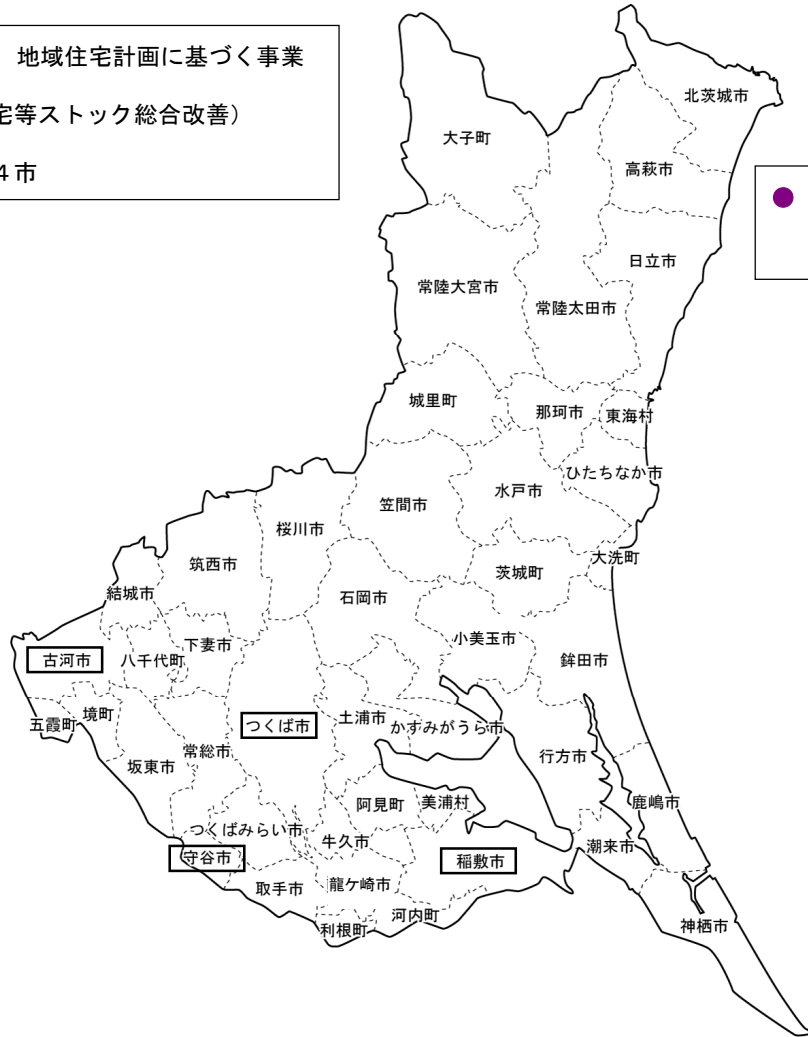 地域住宅計画に基づく事業
宅等ストック総合改善）
４市
北茨城市
大子町
高萩市
日立市
常陸大宮市
常陸太田市
城里町
那珂市
東海村
ひたちなか市
水戸市
笠間市
桜川市
筑西市
大洗町
茨城町
結城市
石岡市
小美玉市
下妻市
古河市
八千代町
鉾田市
境町
五霞町
つくば市
土浦市
かすみがうら市
常総市
坂東市
行方市
阿見町
美浦村
鹿嶋市
つくばみらい市
牛久市
潮来市
守谷市
稲敷市
取手市
龍ケ崎市
河内町
利根町
神栖市